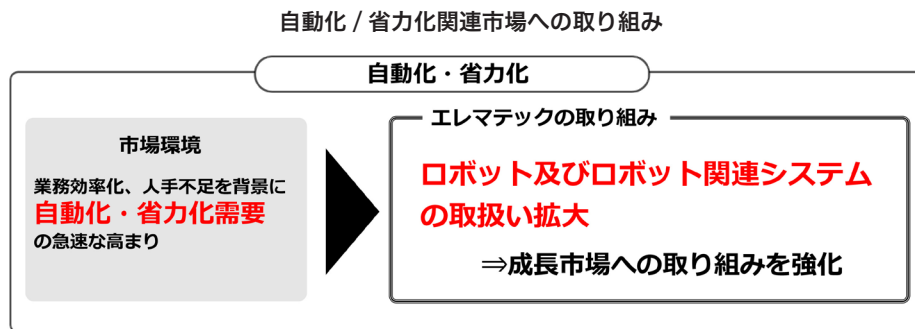 自動化 / 省力化関連市場への取り組み
自動化・省力化
市場環境
業務効率化、人手不足を背景に
自動化・省力化需要
の急速な高まり
エレマテックの取り組み
ロボット及びロボット関連システム
の取扱い拡大
⇒成長市場への取り組みを強化